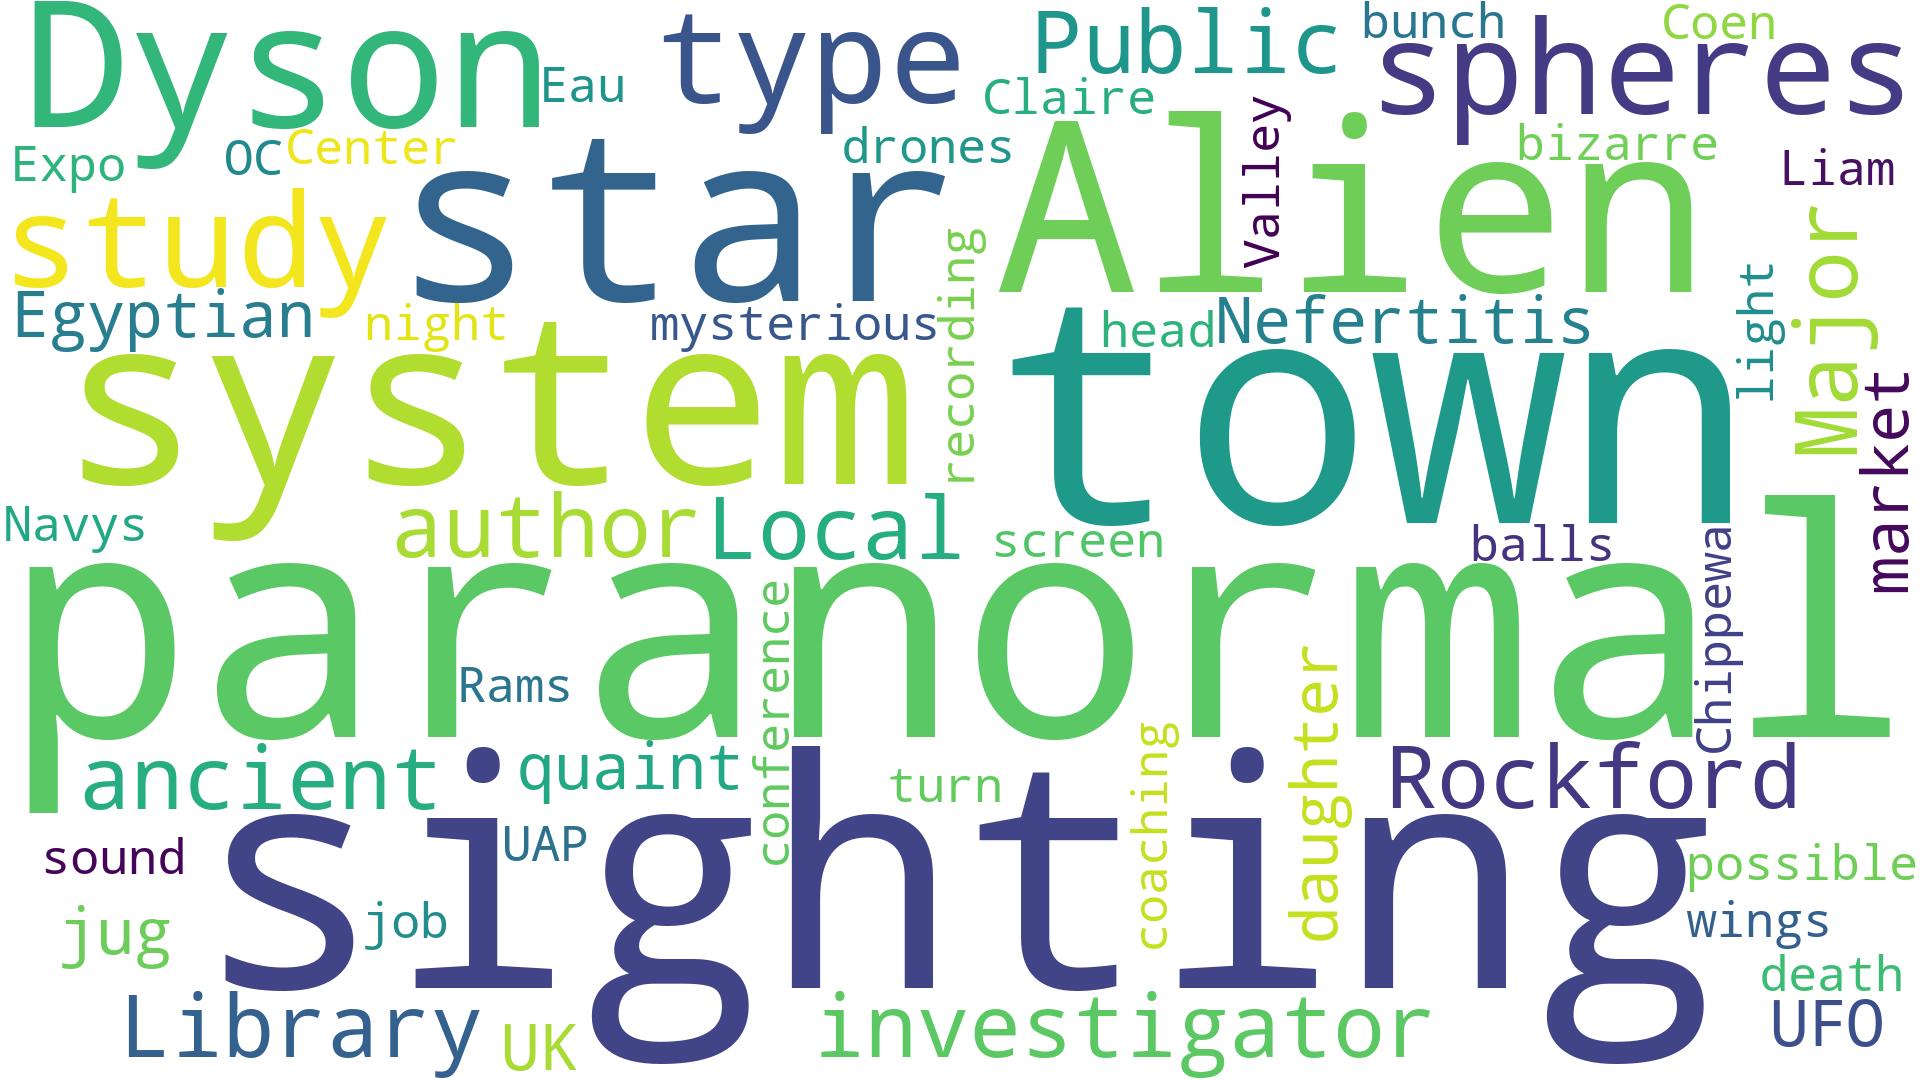 Dyson
type
Public
bunch
Coen
spheres
Eau
Claire
Valley
bizarre
Expo
OC
Center
drones
Liam
star
Alien
study
recording
Major
Egyptian
night
mysterious
head
Nefertitis
light
system
town
market
Navys
author
Local
screen
balls
Chippewa
paranormal
Rams
conference
daughter
ancient
quaint
turn
coaching
Rockford
sound
UAP
sighting
possible
jug
job
wings
death
Library
UK
investigator
UFO